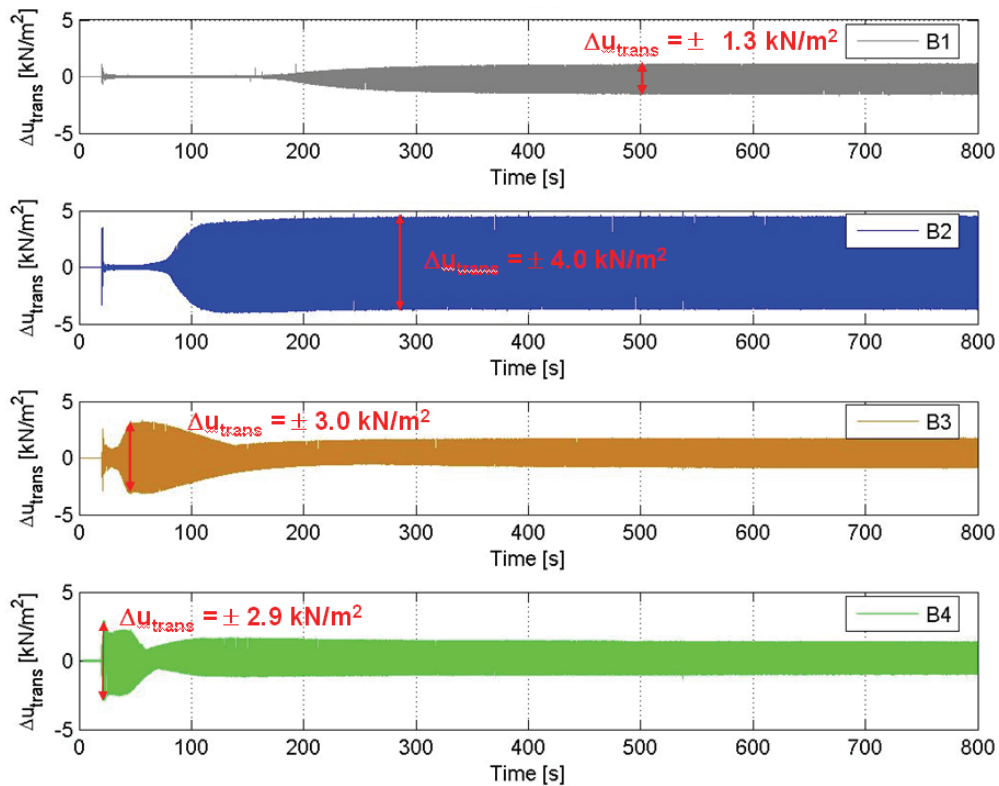 Δu_trans [kN/m²]
5
0
-5
Δu_trans = ± 1.3 kN/m²
B1
0 100 200 300 400 500 600 700 800
Time [s]
Δu_trans [kN/m²]
5
0
-5
Δu_trans = ± 4.0 kN/m²
B2
0 100 200 300 400 500 600 700 800
Time [s]
Δu_trans [kN/m²]
5
0
-5
Δu_trans = ± 3.0 kN/m²
B3
0 100 200 300 400 500 600 700 800
Time [s]
Δu_trans [kN/m²]
5
0
-5
Δu_trans = ± 2.9 kN/m²
B4
0 100 200 300 400 500 600 700 800
Time [s]